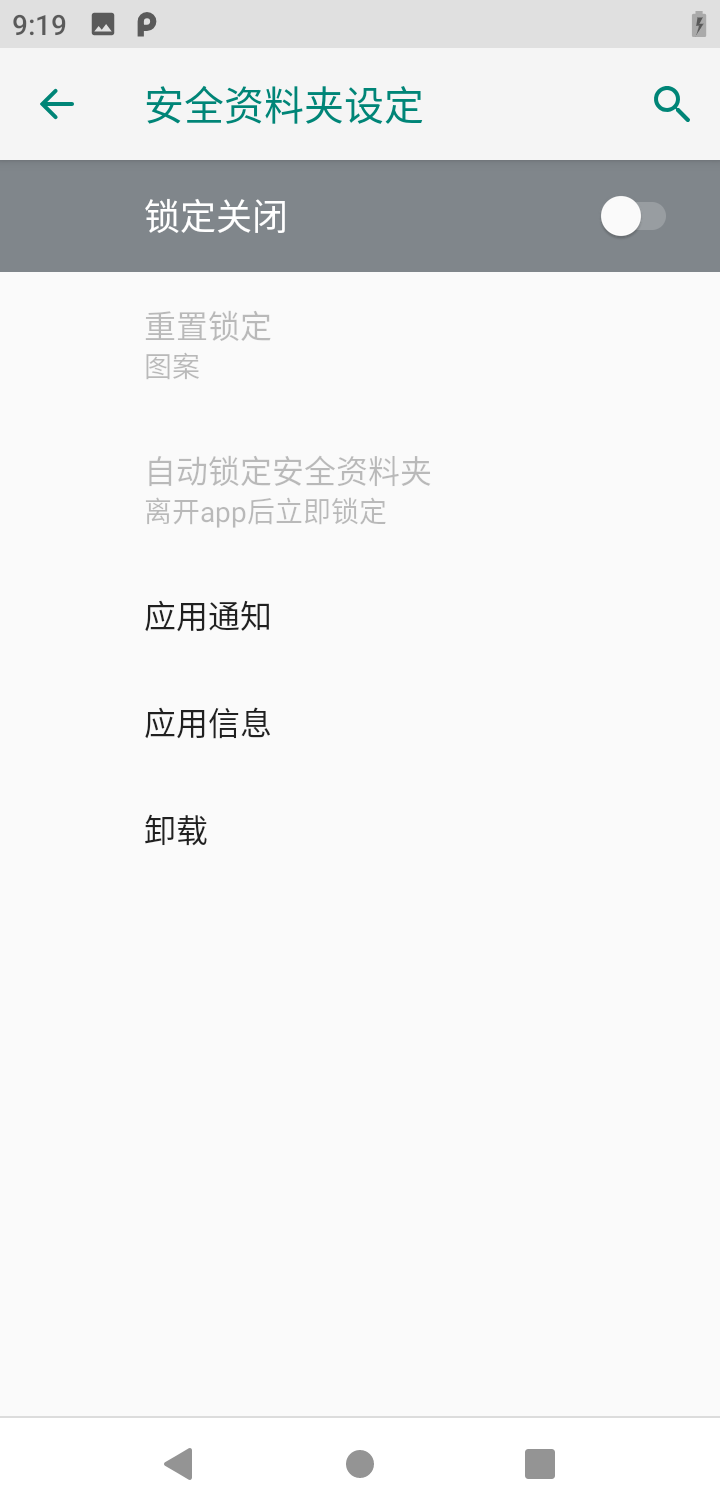 9:19
安全资料夹设定
锁定关闭
重置锁定
图案
自动锁定安全资料夹
离开app后立即锁定
应用通知
应用信息
卸载